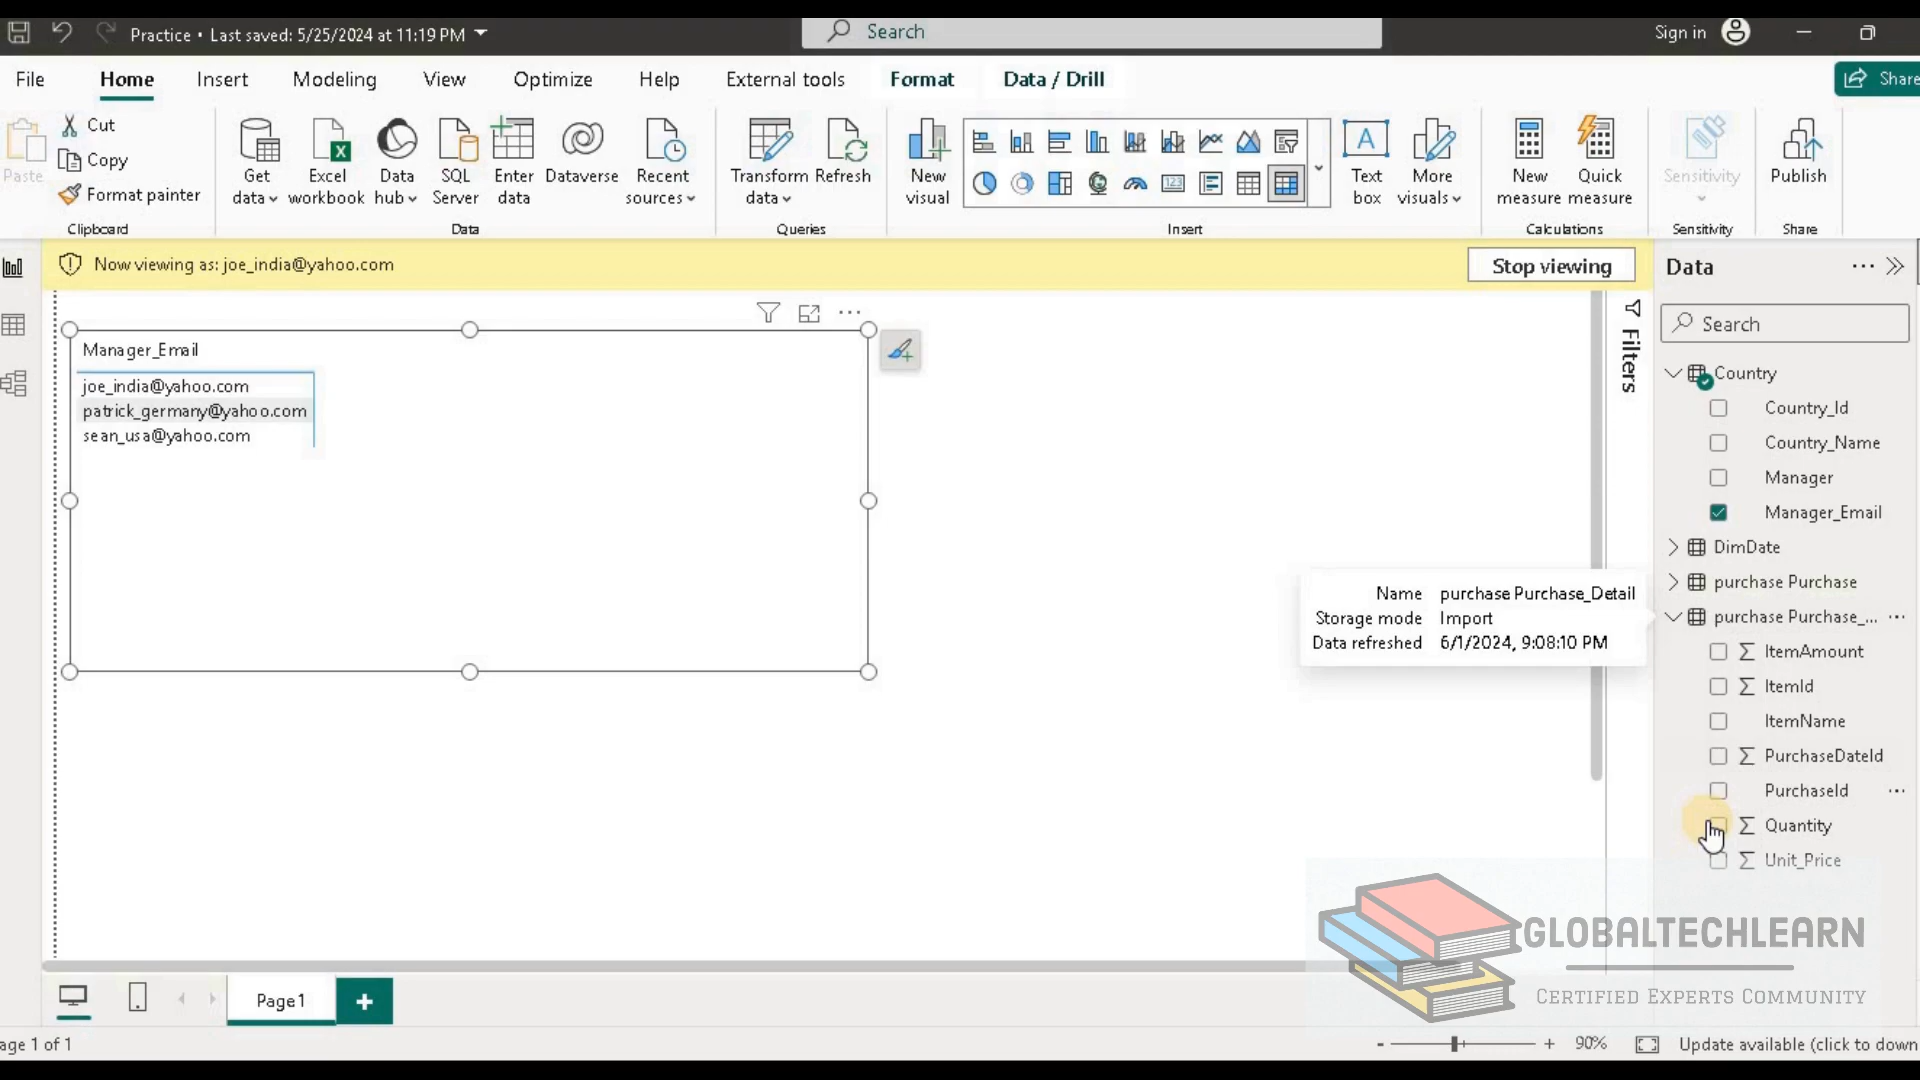 Practice • Last saved: 5/25/2024 at 11:19 PM
Search
Sign in
File
Home
Insert
Modeling
View
Optimize
Help
External tools
Format
Data / Drill
Share
Paste
Cut
Copy
Format painter
Clipboard
Get data
Excel workbook
Data hub
SQL Server
Enter data
Dataverse
Recent sources
Data
Transform data
Refresh
Queries
New visual
123
A
Text box
More visuals
Insert
New measure
Quick measure
Calculations
Sensitivity
Sensitivity
Publish
Share
Now viewing as: joe_india@yahoo.com
Stop viewing
Manager_Email
joe_india@yahoo.com
patrick_germany@yahoo.com
sean_usa@yahoo.com
Filters
Name purchase Purchase_Detail
Storage mode Import
Data refreshed 6/1/2024, 9:08:10 PM
Data
Search
Country
Country_Id
Country_Name
Manager
Manager_Email
DimDate
purchase Purchase
purchase Purchase_...
∑ ItemAmount
∑ ItemId
ItemName
∑ PurchaseDateId
PurchaseId
∑ Quantity
∑ Unit_Price
GLOBALTECHLEARN
CERTIFIED EXPERTS COMMUNITY
Page1
age 1 of 1
- + 90%
Update available (click to down